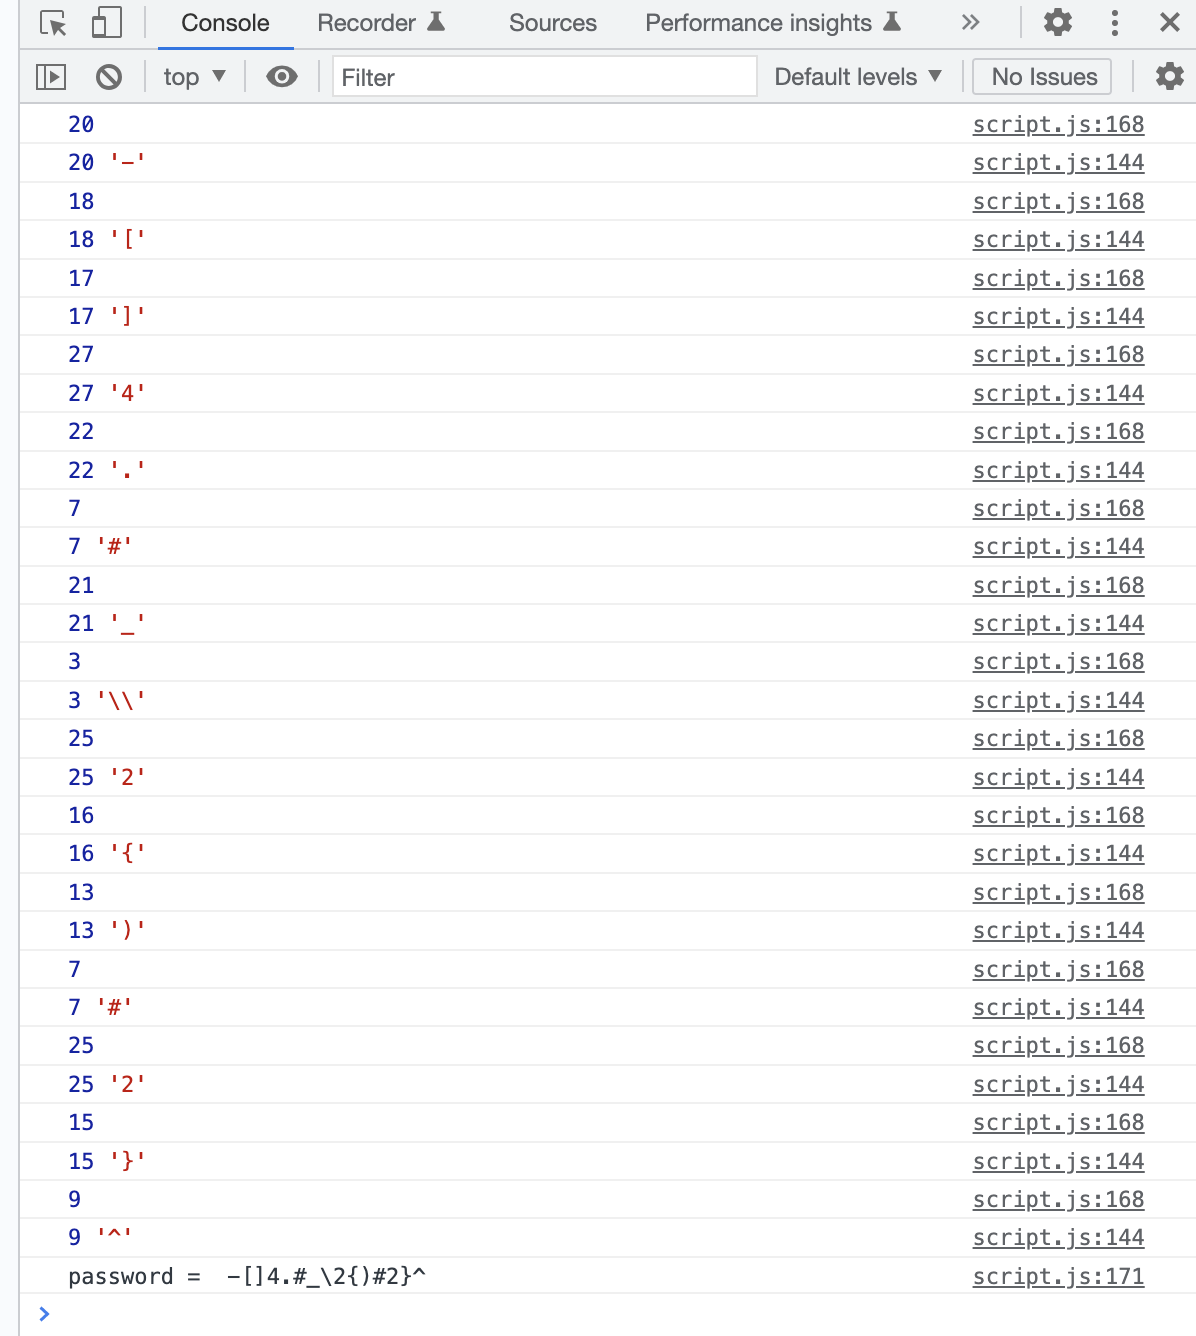 Console Recorder Sources Performance insights »
top ▼ Filter Default levels ▼ No Issues
20 script.js:168
20 '-' script.js:144
18 script.js:168
18 '[' script.js:144
17 script.js:168
17 ']' script.js:144
27 script.js:168
27 '4' script.js:144
22 script.js:168
22 '.' script.js:144
7 script.js:168
7 '#' script.js:144
21 script.js:168
21 '_' script.js:144
3 script.js:168
3 '\\' script.js:144
25 script.js:168
25 '2' script.js:144
16 script.js:168
16 '{' script.js:144
13 script.js:168
13 ')' script.js:144
7 script.js:168
7 '#' script.js:144
25 script.js:168
25 '2' script.js:144
15 script.js:168
15 '}' script.js:144
9 script.js:168
9 '^' script.js:144
password =  -[]4.#_\2{)#2}^ script.js:171
>